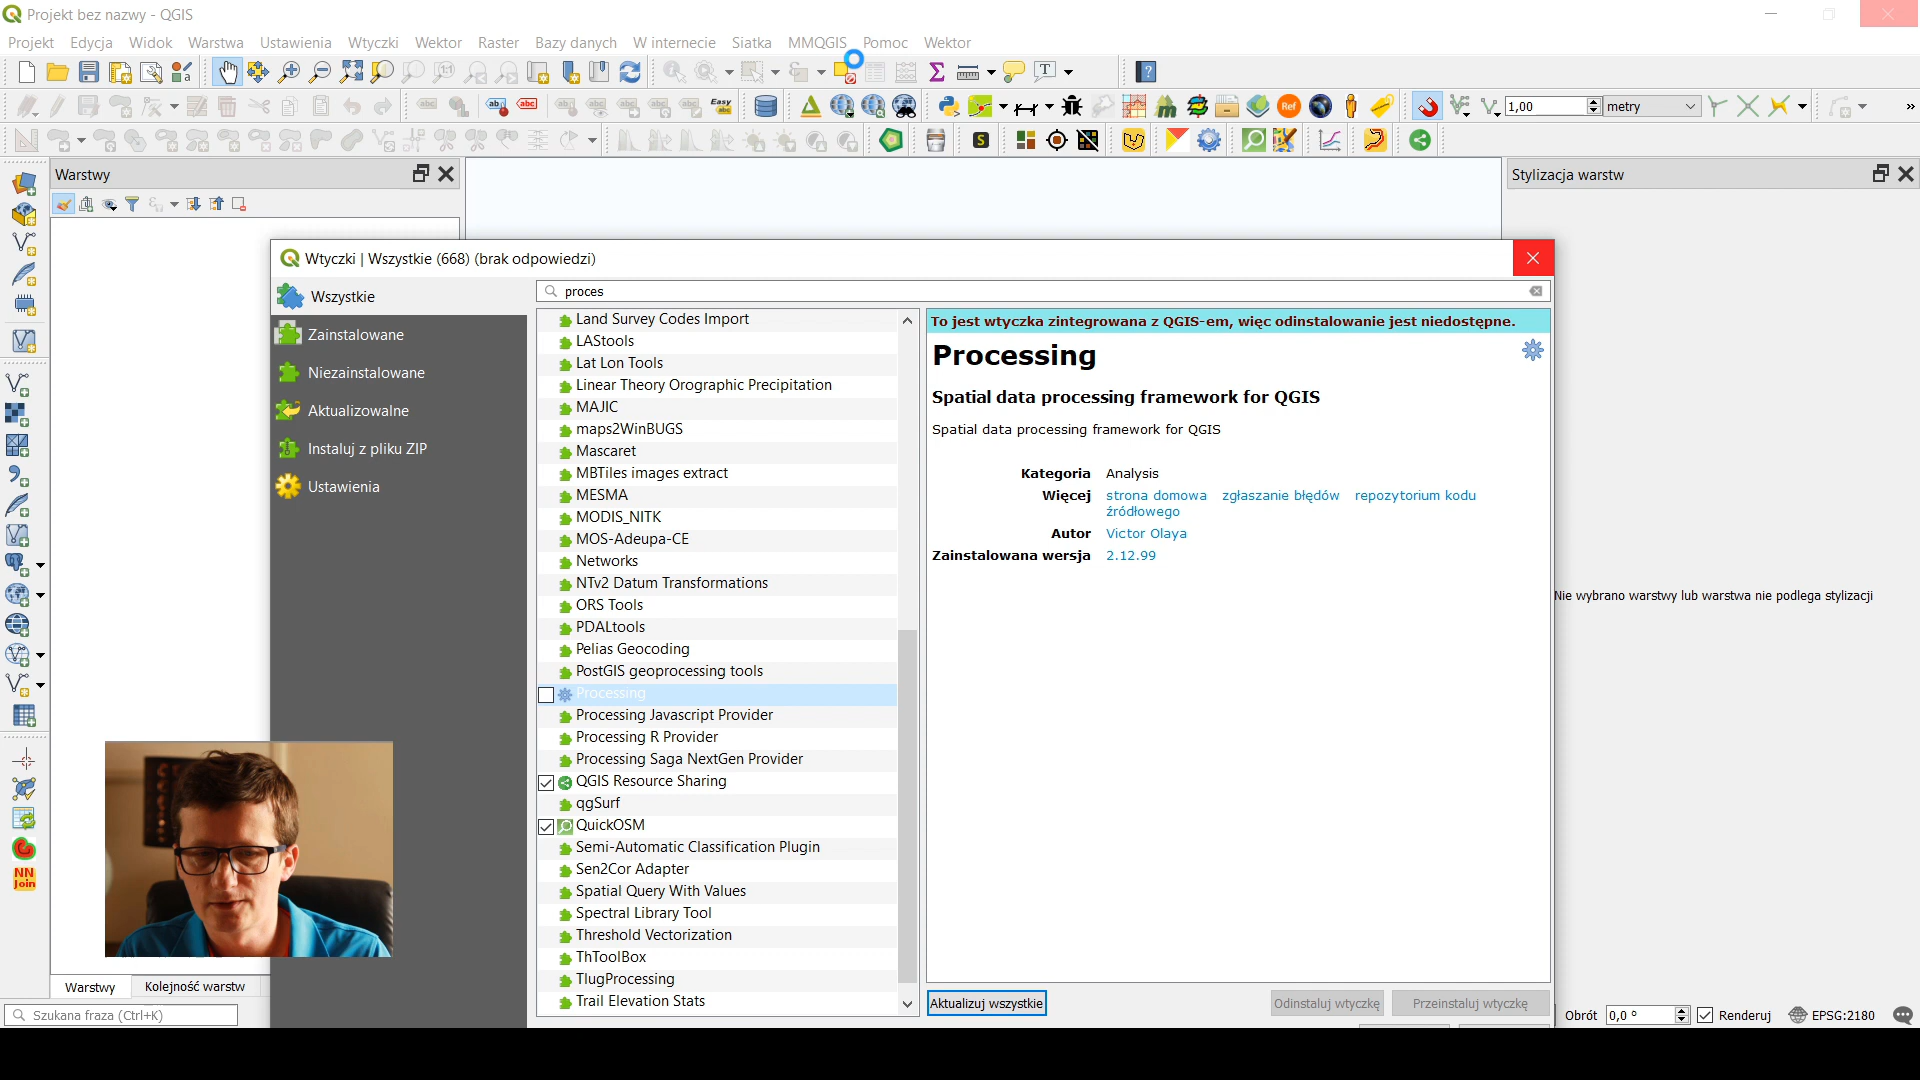 Projekt bez nazwy - QGIS
Projekt Edycja Widok Warstwa Ustawienia Wtyczki Wektor Raster Bazy danych W internecie Siatka MMQGIS Pomoc Wektor
1,00 metry
Warstwy
Stylizacja warstw
Wtyczki | Wszystkie (668) (brak odpowiedzi)
Wszystkie
Zainstalowane
Niezainstalowane
Aktualizowalne
Instaluj z pliku ZIP
Ustawienia
proces
Land Survey Codes Import
LAStools
Lat Lon Tools
Linear Theory Orographic Precipitation
MAJIC
maps2WinBUGS
Mascaret
MBTiles images extract
MESMA
MODIS_NITK
MOS-Adeupa-CE
Networks
NTv2 Datum Transformations
ORS Tools
PDALtools
Pelias Geocoding
PostGIS geoprocessing tools
Processing
Processing Javascript Provider
Processing R Provider
Processing Saga NextGen Provider
QGIS Resource Sharing
qgSurf
QuickOSM
Semi-Automatic Classification Plugin
Sen2Cor Adapter
Spatial Query With Values
Spectral Library Tool
Threshold Vectorization
ThToolBox
TlugProcessing
Trail Elevation Stats
To jest wtyczka zintegrowana z QGIS-em, więc odinstalowanie jest niedostępne.
Processing
Spatial data processing framework for QGIS
Spatial data processing framework for QGIS
Kategoria Analysis
Więcej strona domowa zgłaszanie błędów repozytorium kodu
źródłowego
Autor Victor Olaya
Zainstalowana wersja 2.12.99
Nie wybrano warstwy lub warstwa nie podlega stylizacji
NN
Join
Aktualizuj wszystkie
Odinstaluj wtyczkę
Przeinstaluj wtyczkę
Warstwy
Kolejność warstw
Szukana fraza (Ctrl+K)
Obrót 0,0 ° Renderuj EPSG:2180